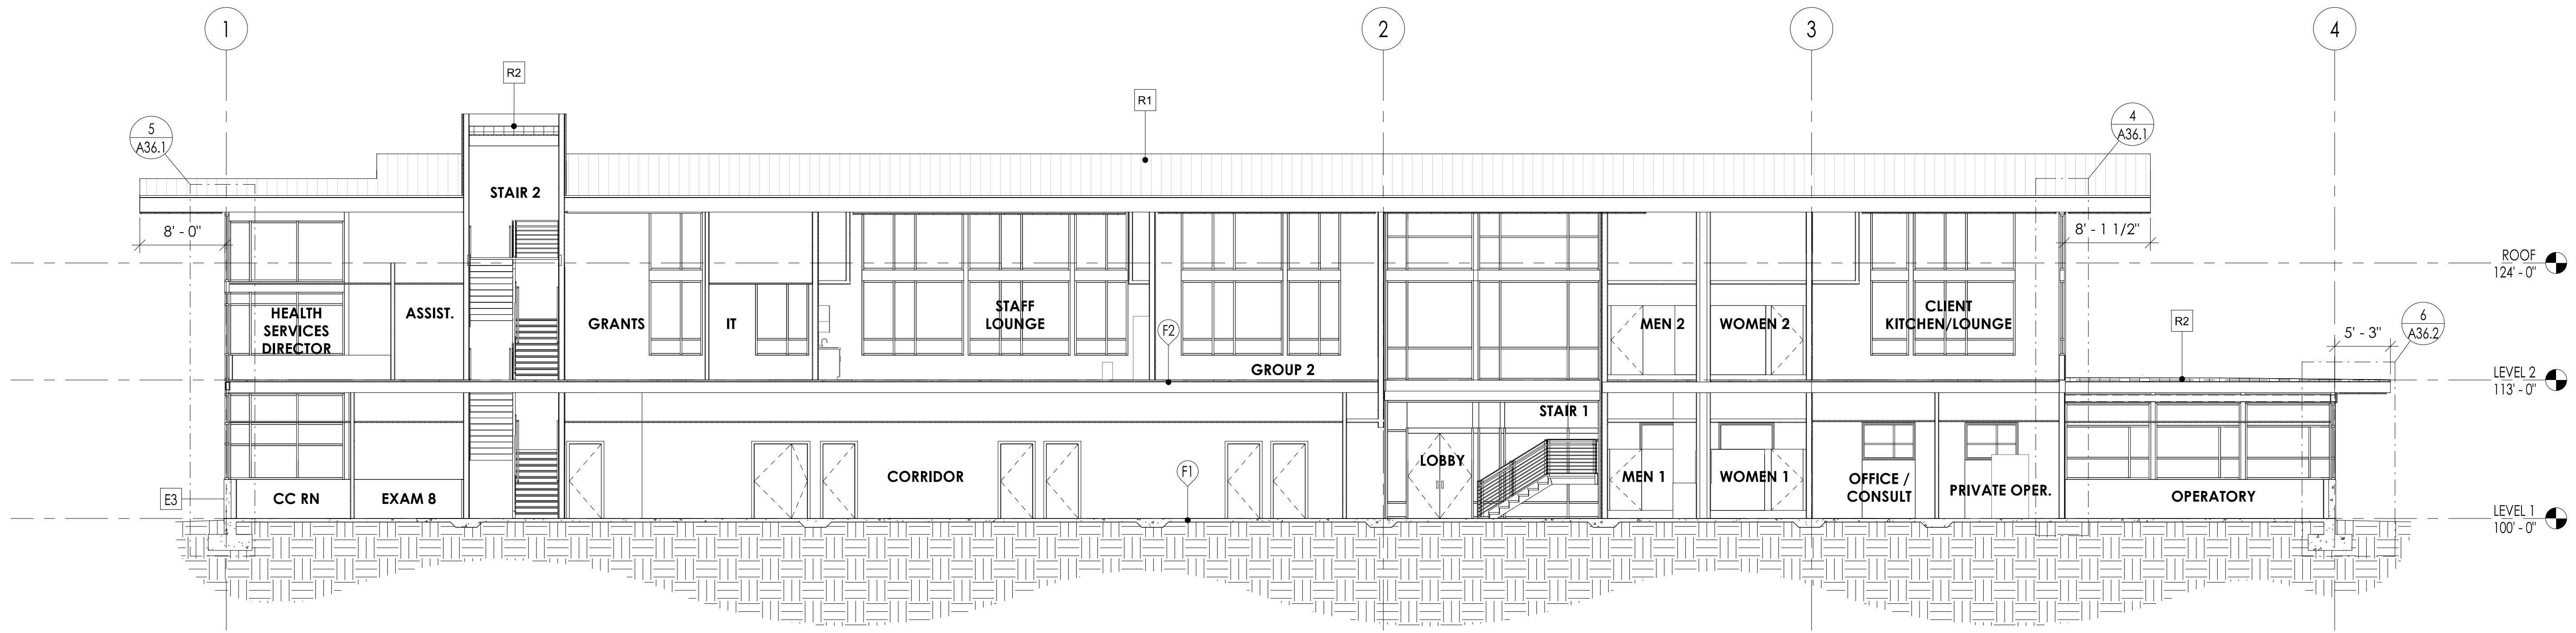 1
2
3
4
R2
R1
5
A36.1
4
A36.1
STAIR 2
8' - 0"
8' - 1 1/2"
ROOF
124' - 0"
HEALTH
SERVICES
DIRECTOR
ASSIST.
GRANTS
IT
STAFF
LOUNGE
F2
GROUP 2
MEN 2
WOMEN 2
CLIENT
KITCHEN/LOUNGE
R2
5' - 3"
6
A36.2
LEVEL 2
113' - 0"
STAIR 1
E3
CC RN
EXAM 8
CORRIDOR
F1
LOBBY
MEN 1
WOMEN 1
OFFICE /
CONSULT
PRIVATE OPER.
OPERATORY
LEVEL 1
100' - 0"